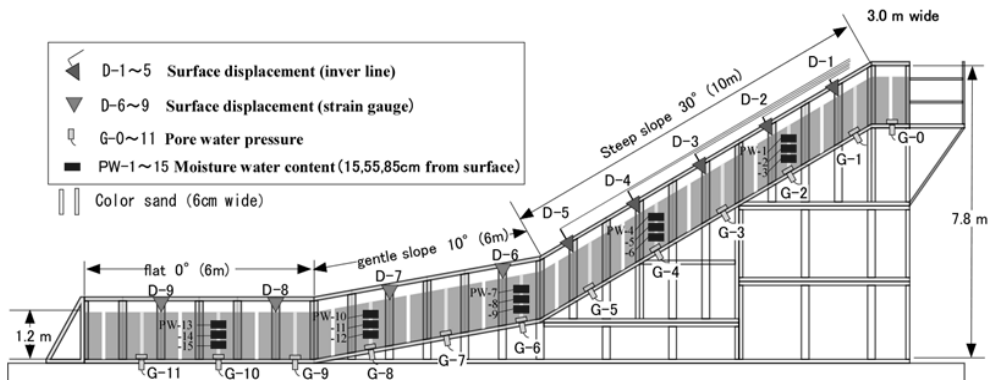 3.0 m wide
D-1～5 Surface displacement (inver line)
D-6～9 Surface displacement (strain gauge)
G-0～11 Pore water pressure
PW-1～15 Moisture water content (15,55,85cm from surface)
Color sand (6cm wide)
Steep slope 30° (10m)
gentle slope 10° (6m)
flat 0° (6m)
D-1
D-2
D-3
D-4
D-5
D-6
D-7
D-8
D-9
PW-1
-2
-3
PW-4
-5
-6
PW-7
-8
-9
PW-10
-11
-12
PW-13
-14
-15
G-0
G-1
G-2
G-3
G-4
G-5
G-6
G-7
G-8
G-9
G-10
G-11
1.2 m
7.8 m